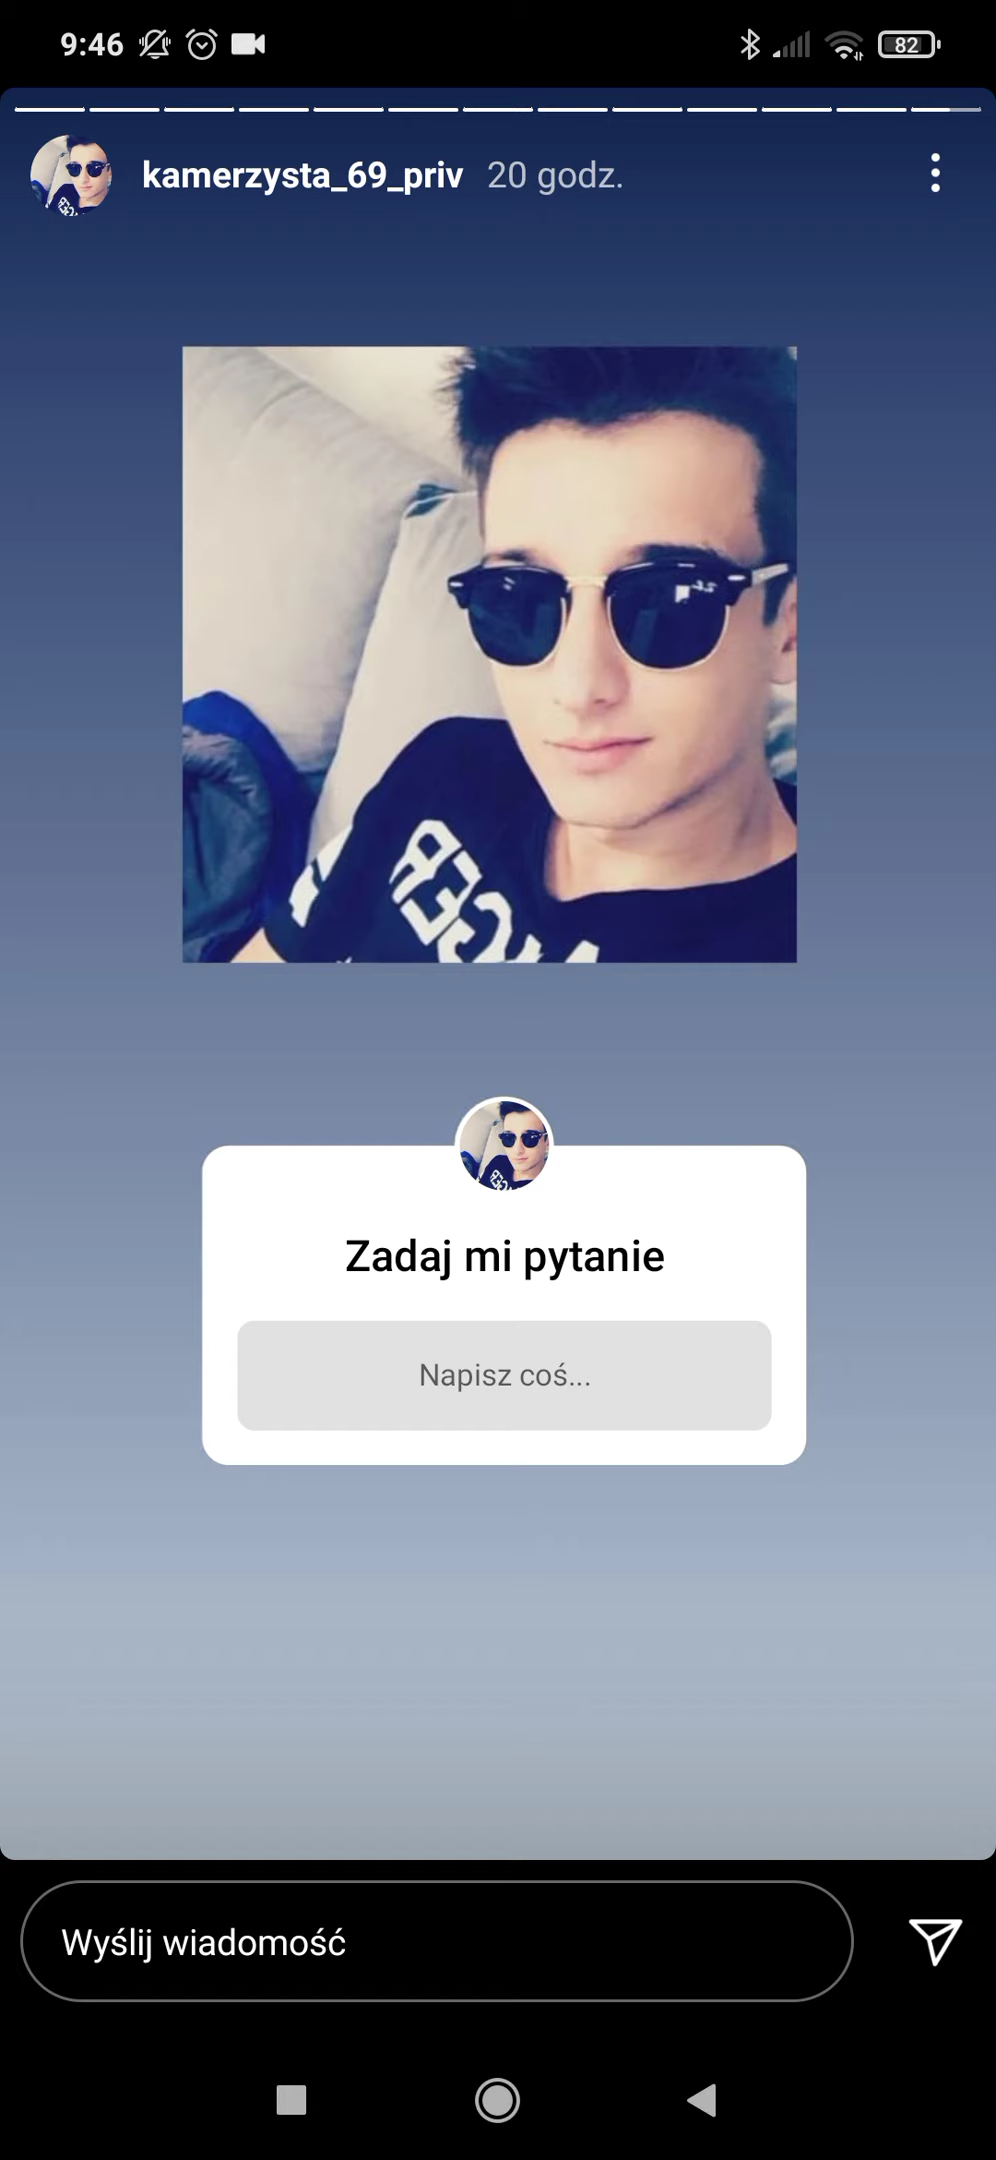 9:46
82
kamerzysta_69_priv 20 godz.
Zadaj mi pytanie
Napisz coś...
Wyślij wiadomość